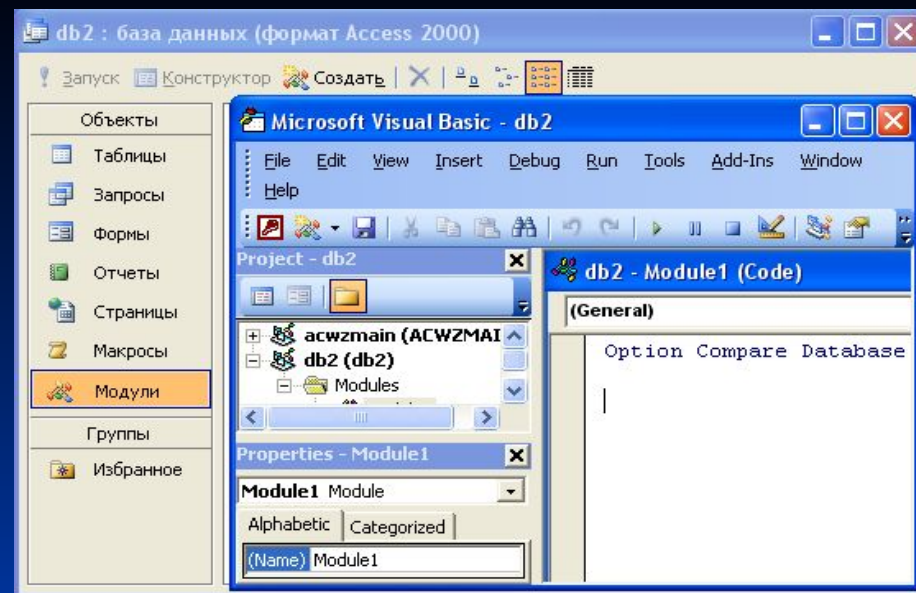 db2 : база данных (формат Access 2000)
Запуск Конструктор Создать
Объекты
Таблицы
Запросы
Формы
Отчеты
Страницы
Макросы
Модули
Группы
Избранное
Microsoft Visual Basic - db2
File Edit View Insert Debug Run Tools Add-Ins Window
Help
Project - db2
acwzmain (ACWZMAI
db2 (db2)
Modules
Properties - Module1
Module1 Module
Alphabetic Categorized
(Name) Module1
db2 - Module1 (Code)
(General)
Option Compare Database